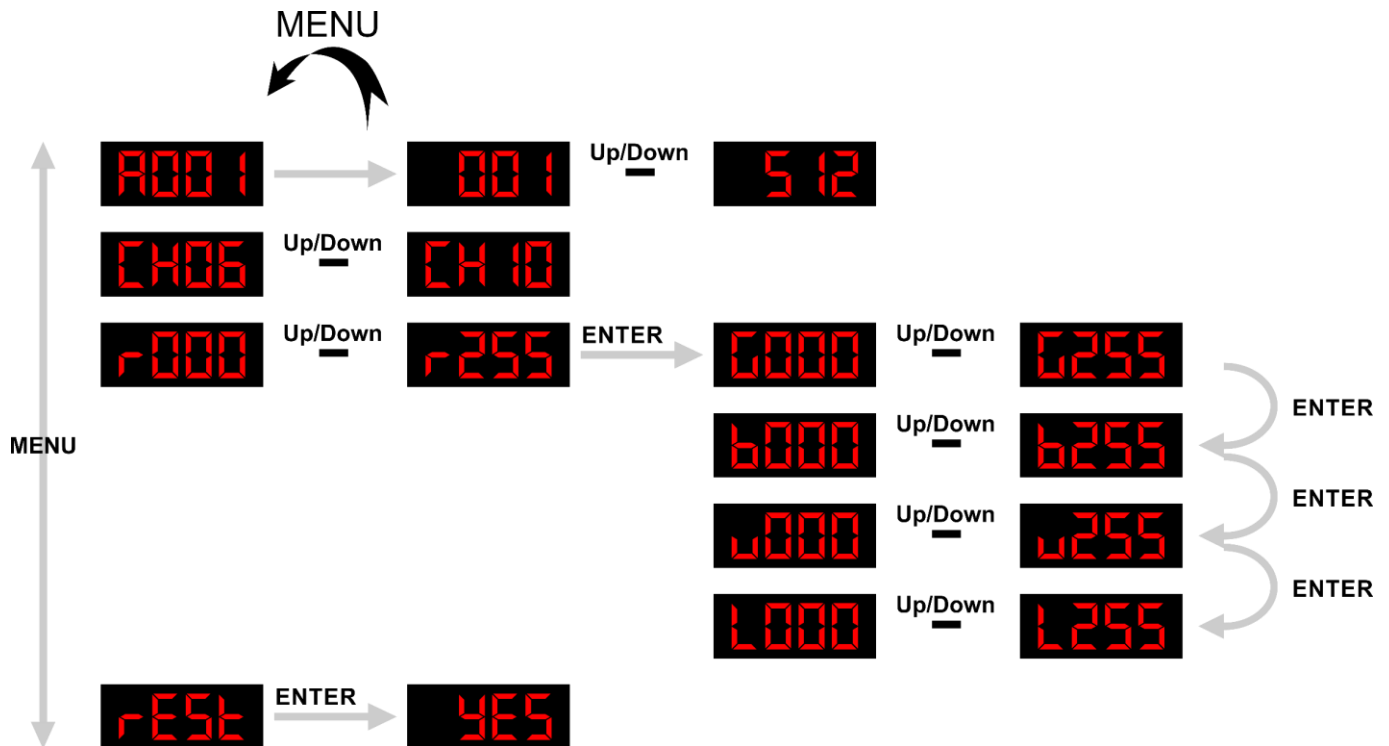 MENU
A001 001 Up/Down 512
CH06 Up/Down CH10
r000 Up/Down r255 ENTER G000 Up/Down G255
ENTER
MENU b000 Up/Down b255
ENTER
u000 Up/Down u255
ENTER
L000 Up/Down L255
rESt ENTER YES